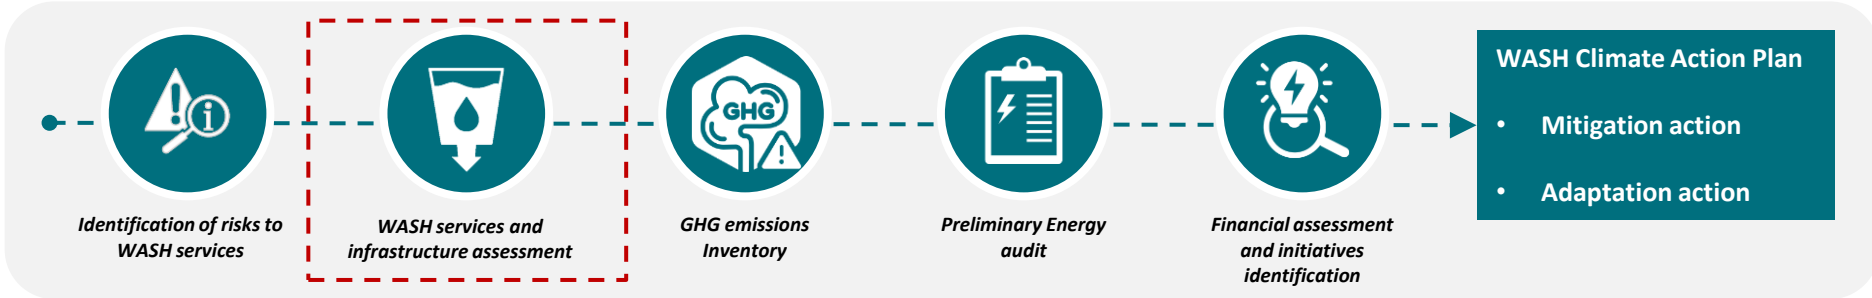 GHG
Identification of risks to
WASH services
WASH services and
infrastructure assessment
GHG emissions
Inventory
Preliminary Energy
audit
Financial assessment
and initiatives
identification
WASH Climate Action Plan
• Mitigation action
• Adaptation action